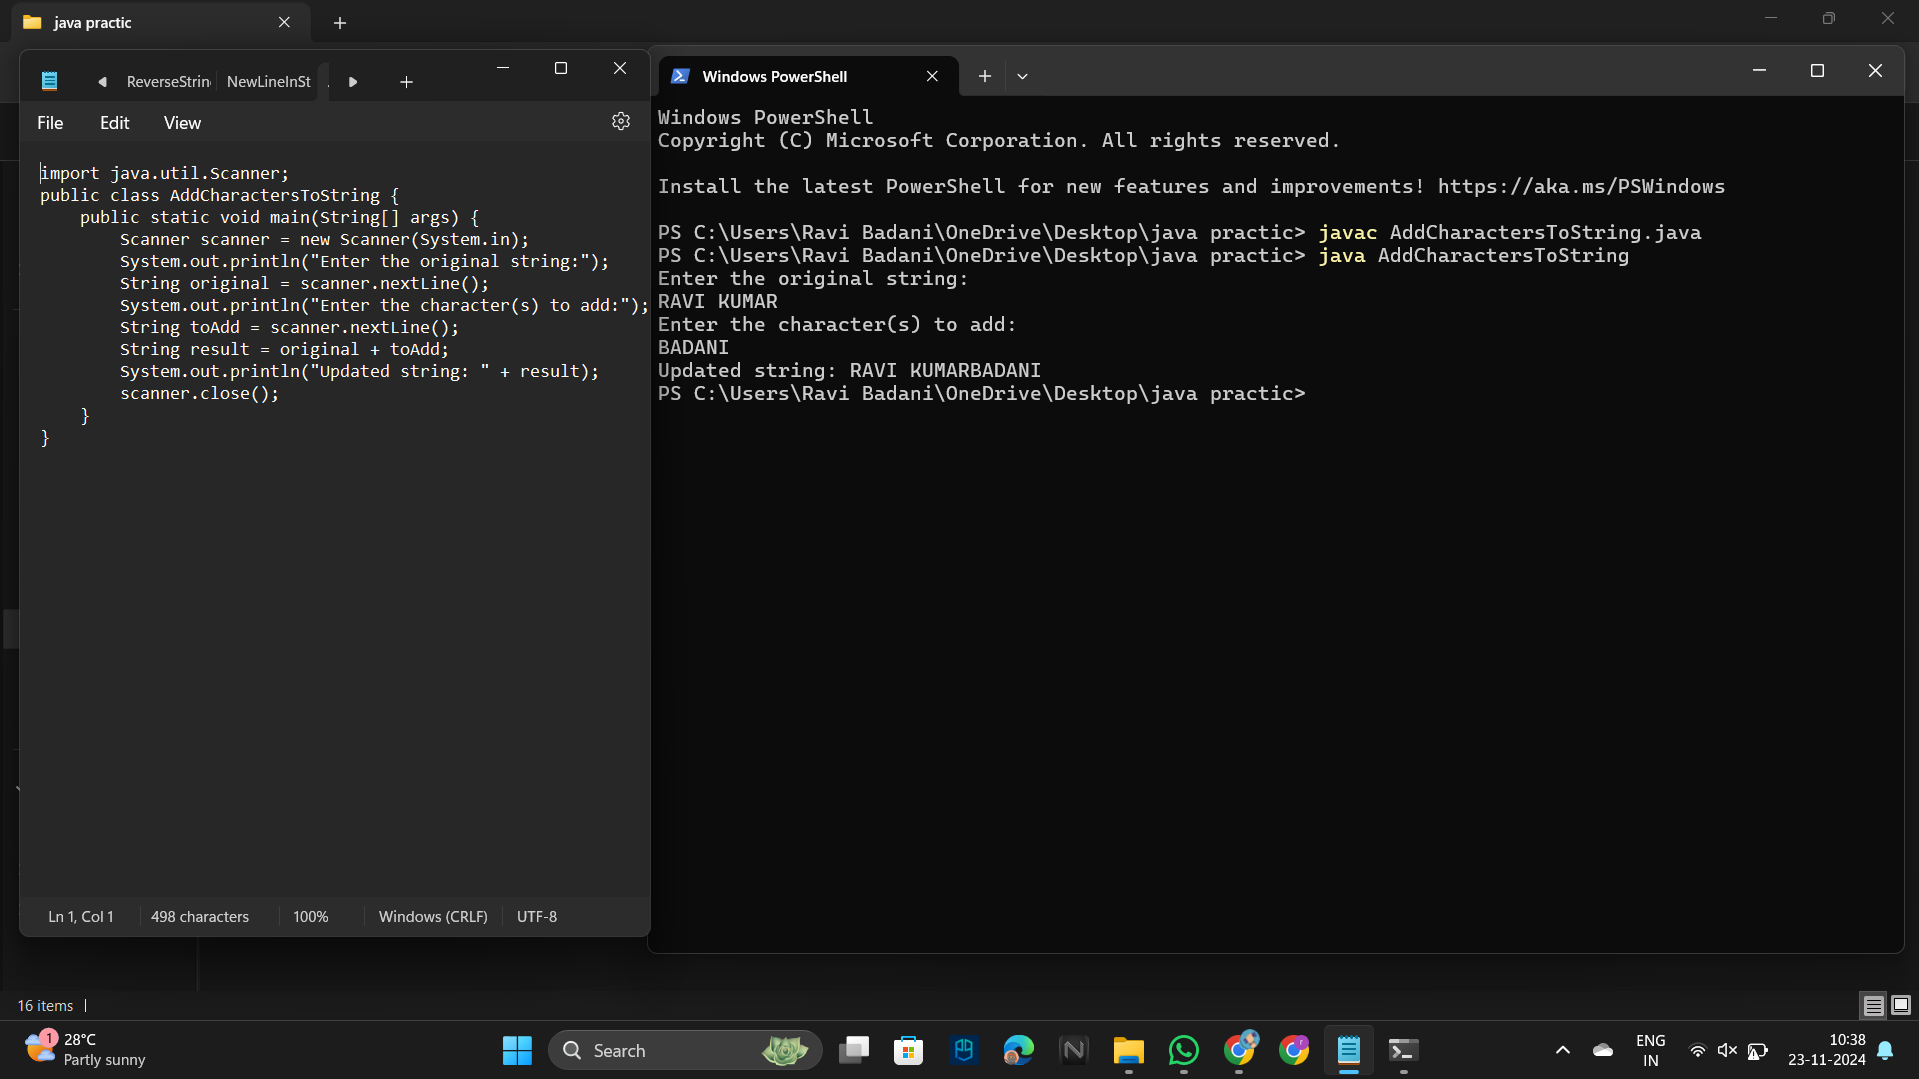 java practic
ReverseStrin
NewLineInSt
File Edit View
import java.util.Scanner;
public class AddCharactersToString {
    public static void main(String[] args) {
        Scanner scanner = new Scanner(System.in);
        System.out.println("Enter the original string:");
        String original = scanner.nextLine();
        System.out.println("Enter the character(s) to add:");
        String toAdd = scanner.nextLine();
        String result = original + toAdd;
        System.out.println("Updated string: " + result);
        scanner.close();
    }
}
Ln 1, Col 1 498 characters 100% Windows (CRLF) UTF-8
Windows PowerShell
Windows PowerShell
Copyright (C) Microsoft Corporation. All rights reserved.
Install the latest PowerShell for new features and improvements! https://aka.ms/PSWindows
PS C:\Users\Ravi Badani\OneDrive\Desktop\java practic> javac AddCharactersToString.java
PS C:\Users\Ravi Badani\OneDrive\Desktop\java practic> java AddCharactersToString
Enter the original string:
RAVI KUMAR
Enter the character(s) to add:
BADANI
Updated string: RAVI KUMARBADANI
PS C:\Users\Ravi Badani\OneDrive\Desktop\java practic>
16 items
1
28°C
Partly sunny
Search
ENG
IN
10:38
23-11-2024